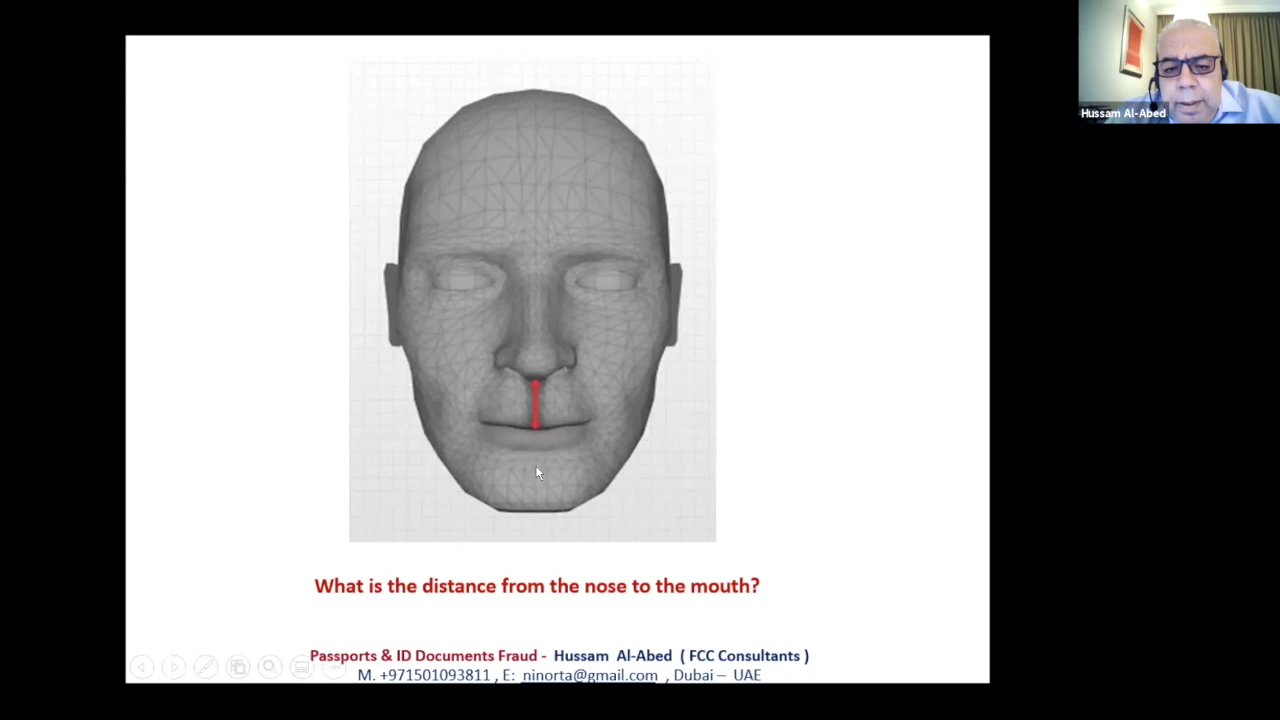 Hussam Al-Abed
What is the distance from the nose to the mouth?
Passports & ID Documents Fraud - Hussam Al-Abed ( FCC Consultants )
M. +971501093811 , E: ninorta@gmail.com , Dubai – UAE